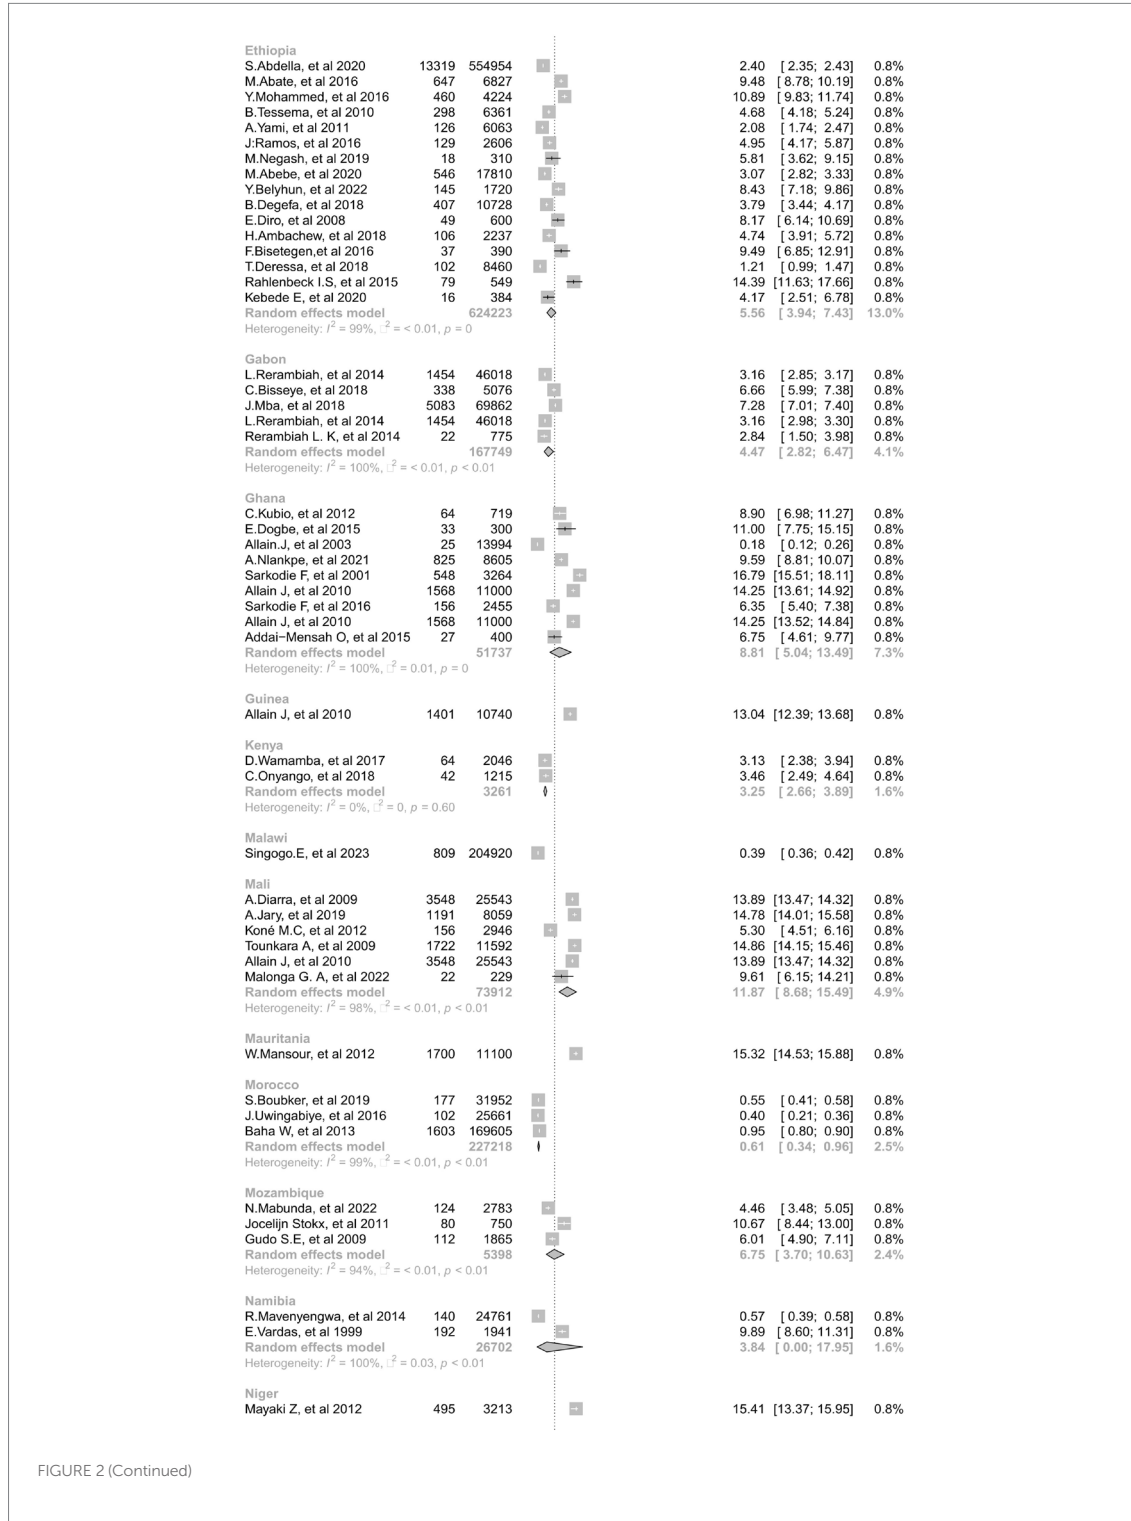 Ethiopia
S.Abdella, et al 2020 13319 554954 2.40 [ 2.35; 2.43] 0.8%
M.Abate, et al 2016 647 6827 9.48 [ 8.78; 10.19] 0.8%
Y.Mohammed, et al 2016 460 4224 10.89 [ 9.83; 11.74] 0.8%
B.Tessema, et al 2010 298 6361 4.68 [ 4.18; 5.24] 0.8%
A.Yami, et al 2011 126 6063 2.08 [ 1.74; 2.47] 0.8%
J:Ramos, et al 2016 129 2606 4.95 [ 4.17; 5.87] 0.8%
M.Negash, et al 2019 18 310 5.81 [ 3.62; 9.15] 0.8%
M.Abebe, et al 2020 546 17810 3.07 [ 2.82; 3.33] 0.8%
Y.Belyhun, et al 2022 145 1720 8.43 [ 7.18; 9.86] 0.8%
B.Degefa, et al 2018 407 10728 3.79 [ 3.44; 4.17] 0.8%
E.Diro, et al 2008 49 600 8.17 [ 6.14; 10.69] 0.8%
H.Ambachew, et al 2018 106 2237 4.74 [ 3.91; 5.72] 0.8%
F.Bisetegen,et al 2016 37 390 9.49 [ 6.85; 12.91] 0.8%
T.Deressa, et al 2018 102 8460 1.21 [ 0.99; 1.47] 0.8%
Rahlenbeck I.S, et al 2015 79 549 14.39 [11.63; 17.66] 0.8%
Kebede E, et al 2020 16 384 4.17 [ 2.51; 6.78] 0.8%
Random effects model 624223 5.56 [ 3.94; 7.43] 13.0%
Heterogeneity: I² = 99%, □² = < 0.01, p = 0
Gabon
L.Rerambiah, et al 2014 1454 46018 3.16 [ 2.85; 3.17] 0.8%
C.Bisseye, et al 2018 338 5076 6.66 [ 5.99; 7.38] 0.8%
J.Mba, et al 2018 5083 69862 7.28 [ 7.01; 7.40] 0.8%
L.Rerambiah, et al 2014 1454 46018 3.16 [ 2.98; 3.30] 0.8%
Rerambiah L. K, et al 2014 22 775 2.84 [ 1.50; 3.98] 0.8%
Random effects model 167749 4.47 [ 2.82; 6.47] 4.1%
Heterogeneity: I² = 100%, □² = < 0.01, p < 0.01
Ghana
C.Kubio, et al 2012 64 719 8.90 [ 6.98; 11.27] 0.8%
E.Dogbe, et al 2015 33 300 11.00 [ 7.75; 15.15] 0.8%
Allain.J, et al 2003 25 13994 0.18 [ 0.12; 0.26] 0.8%
A.Nlankpe, et al 2021 825 8605 9.59 [ 8.81; 10.07] 0.8%
Sarkodie F, et al 2001 548 3264 16.79 [15.51; 18.11] 0.8%
Allain J, et al 2010 1568 11000 14.25 [13.61; 14.92] 0.8%
Sarkodie F, et al 2016 156 2455 6.35 [ 5.40; 7.38] 0.8%
Allain J, et al 2010 1568 11000 14.25 [13.52; 14.84] 0.8%
Addai−Mensah O, et al 2015 27 400 6.75 [ 4.61; 9.77] 0.8%
Random effects model 51737 8.81 [ 5.04; 13.49] 7.3%
Heterogeneity: I² = 100%, □² = 0.01, p = 0
Guinea
Allain J, et al 2010 1401 10740 13.04 [12.39; 13.68] 0.8%
Kenya
D.Wamamba, et al 2017 64 2046 3.13 [ 2.38; 3.94] 0.8%
C.Onyango, et al 2018 42 1215 3.46 [ 2.49; 4.64] 0.8%
Random effects model 3261 3.25 [ 2.66; 3.89] 1.6%
Heterogeneity: I² = 0%, □² = 0, p = 0.60
Malawi
Singogo.E, et al 2023 809 204920 0.39 [ 0.36; 0.42] 0.8%
Mali
A.Diarra, et al 2009 3548 25543 13.89 [13.47; 14.32] 0.8%
A.Jary, et al 2019 1191 8059 14.78 [14.01; 15.58] 0.8%
Koné M.C, et al 2012 156 2946 5.30 [ 4.51; 6.16] 0.8%
Tounkara A, et al 2009 1722 11592 14.86 [14.15; 15.46] 0.8%
Allain J, et al 2010 3548 25543 13.89 [13.47; 14.32] 0.8%
Malonga G. A, et al 2022 22 229 9.61 [ 6.15; 14.21] 0.8%
Random effects model 73912 11.87 [ 8.68; 15.49] 4.9%
Heterogeneity: I² = 98%, □² = < 0.01, p < 0.01
Mauritania
W.Mansour, et al 2012 1700 11100 15.32 [14.53; 15.88] 0.8%
Morocco
S.Boubker, et al 2019 177 31952 0.55 [ 0.41; 0.58] 0.8%
J.Uwingabiye, et al 2016 102 25661 0.40 [ 0.21; 0.36] 0.8%
Baha W, et al 2013 1603 169605 0.95 [ 0.80; 0.90] 0.8%
Random effects model 227218 0.61 [ 0.34; 0.96] 2.5%
Heterogeneity: I² = 99%, □² = < 0.01, p < 0.01
Mozambique
N.Mabunda, et al 2022 124 2783 4.46 [ 3.48; 5.05] 0.8%
Jocelijn Stokx, et al 2011 80 750 10.67 [ 8.44; 13.00] 0.8%
Gudo S.E, et al 2009 112 1865 6.01 [ 4.90; 7.11] 0.8%
Random effects model 5398 6.75 [ 3.70; 10.63] 2.4%
Heterogeneity: I² = 94%, □² = < 0.01, p < 0.01
Namibia
R.Mavenyengwa, et al 2014 140 24761 0.57 [ 0.39; 0.58] 0.8%
E.Vardas, et al 1999 192 1941 9.89 [ 8.60; 11.31] 0.8%
Random effects model 26702 3.84 [ 0.00; 17.95] 1.6%
Heterogeneity: I² = 100%, □² = 0.03, p < 0.01
Niger
Mayaki Z, et al 2012 495 3213 15.41 [13.37; 15.95] 0.8%
FIGURE 2 (Continued)